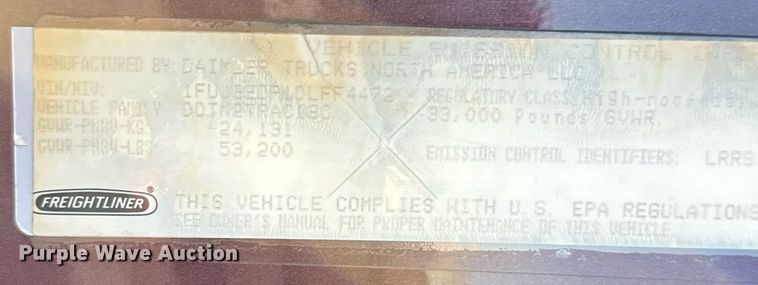 VEHICLE EMISSION CONTROL
MANUFACTURED BY: DAIMLER TRUCKS NORTH AMERICA LLC
VIN/NIV: REGULATORY CLASS: High-roof
VEHICLE FAMILY 33,000 Pounds GVWR
GVWR-PNBV-KG: 24,131
GVWR-PNBV-LBS: 53,200
EMISSION CONTROL IDENTIFIERS: LRRS
FREIGHTLINER ®
THIS VEHICLE COMPLIES WITH U.S. EPA REGULATIONS
SEE OWNER'S MANUAL FOR PROPER MAINTENANCE OF THIS VEHICLE
Purple Wave Auction